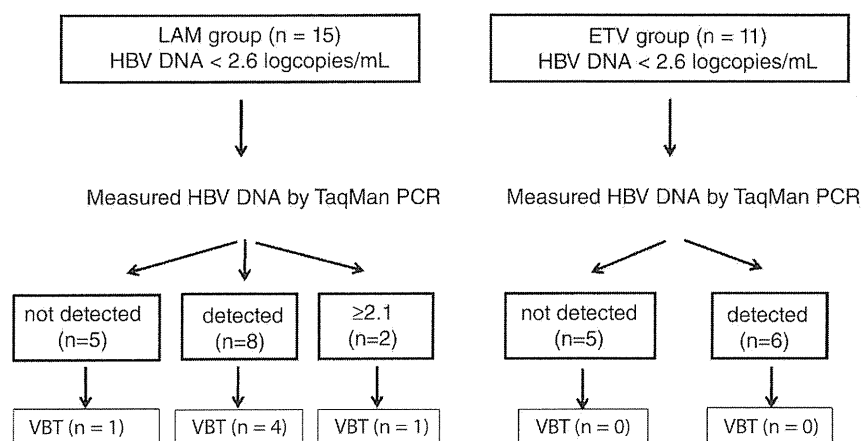 LAM group (n = 15)
HBV DNA < 2.6 logcopies/mL
ETV group (n = 11)
HBV DNA < 2.6 logcopies/mL
Measured HBV DNA by TaqMan PCR
Measured HBV DNA by TaqMan PCR
not detected
(n=5)
detected
(n=8)
≥2.1
(n=2)
not detected
(n=5)
detected
(n=6)
VBT (n = 1)
VBT (n = 4)
VBT (n = 1)
VBT (n = 0)
VBT (n = 0)